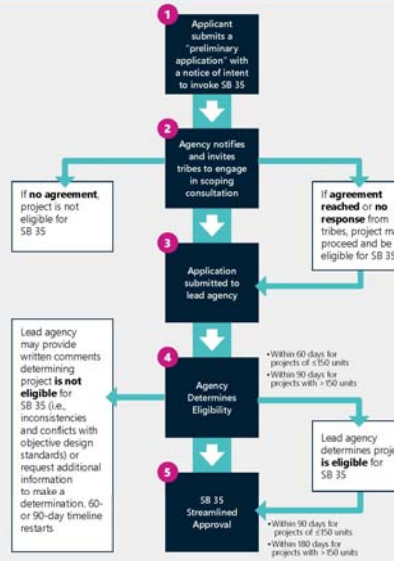 1
Applicant
submits a
"preliminary
application" with
a notice of intent
to invoke SB 35
2
Agency notifies
and invites
tribes to engage
in scoping
consultation
If no agreement,
project is not
eligible for
SB 35
If agreement
reached or no
response from
tribes, project
proceed and be
eligible for SB 35
3
Application
submitted to
lead agency
Lead agency
may provide
written comments
determining
project is not
eligible for
SB 35 (i.e.,
inconsistencies
and conflicts with
objective design
standards) or
request additional
information
to make a
determination. 60-
or 90-day timeline
restarts
4
Agency
Determines
Eligibility
•Within 60 days for
projects of ≤150 units
•Within 90 days for
projects with >150 units
Lead agency
determines
is eligible for
SB 35
5
SB 35
Streamlined
Approval
•Within 90 days for
projects of ≤150 units
•Within 180 days for
projects with >150 units